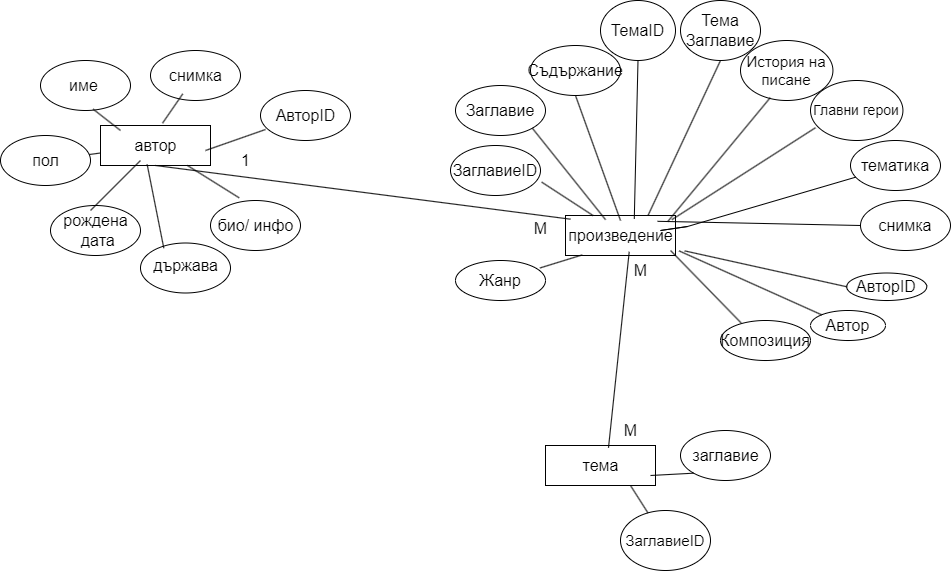 име
снимка
АвторID
автор
пол
1
рождена
дата
държава
био/ инфо
ТемаID
Тема
Заглавие
Съдържание
История на
писане
Заглавие
Главни герои
ЗаглавиеID
тематика
М
произведение
снимка
М
Жанр
АвторID
Композиция
Автор
М
тема
заглавие
ЗаглавиеID